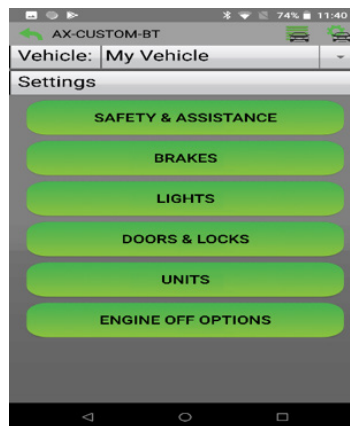 74% 11:40
AX-CUSTOM-BT
Vehicle: My Vehicle
Settings
SAFETY & ASSISTANCE
BRAKES
LIGHTS
DOORS & LOCKS
UNITS
ENGINE OFF OPTIONS